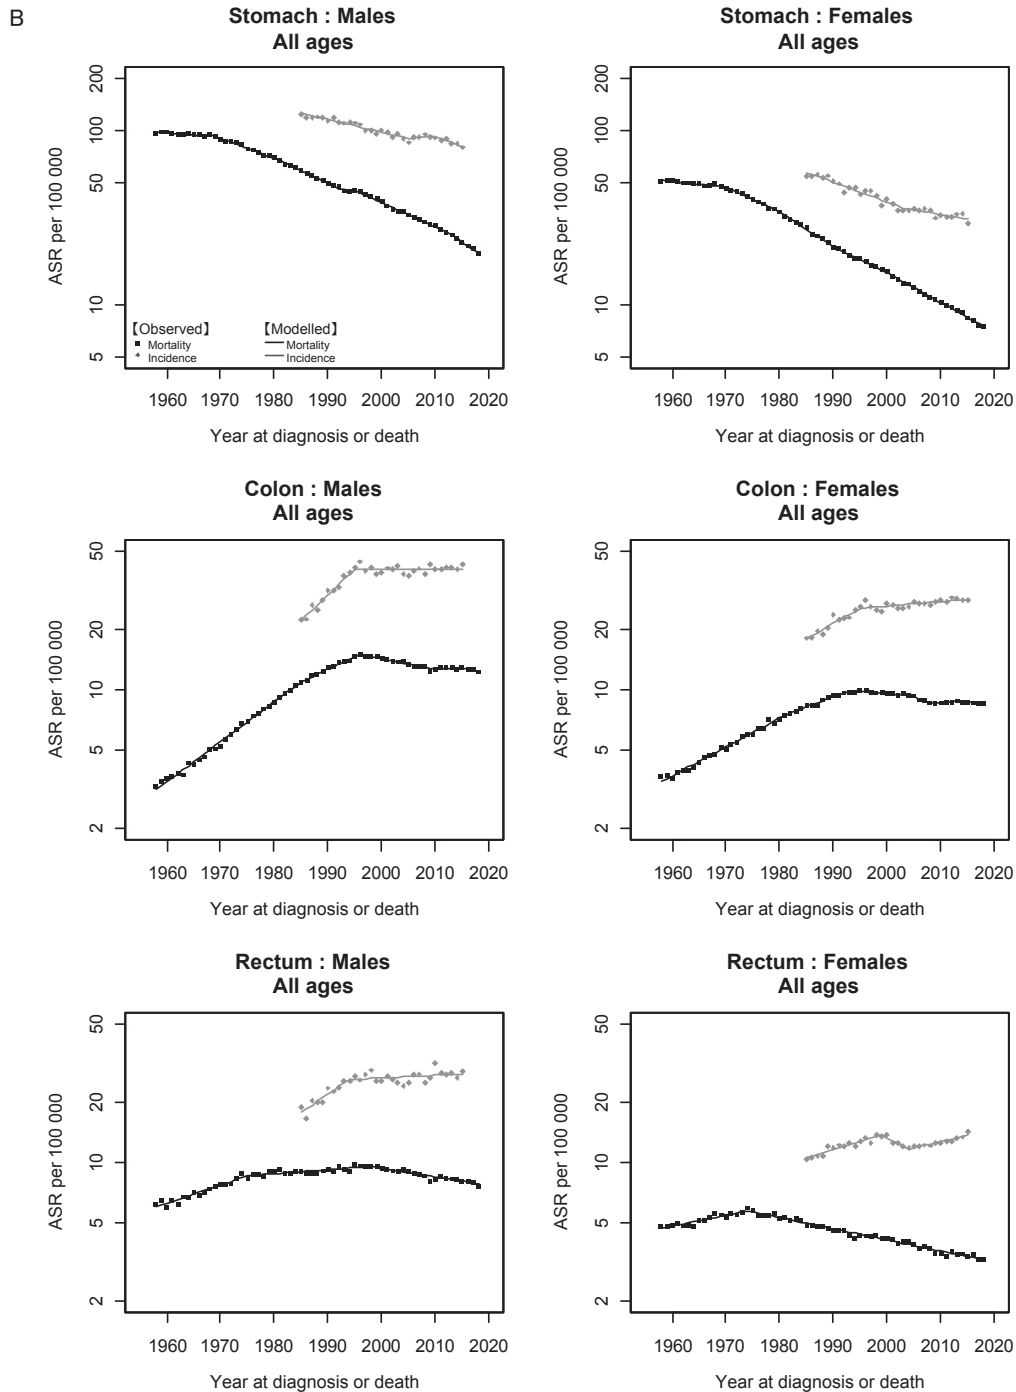 B
Stomach : Males
All ages
ASR per 100 000
200
100
50
10
5
【Observed】 【Modelled】
Mortality Mortality
Incidence Incidence
1960 1970 1980 1990 2000 2010 2020
Year at diagnosis or death
Stomach : Females
All ages
ASR per 100 000
200
100
50
10
5
1960 1970 1980 1990 2000 2010 2020
Year at diagnosis or death
Colon : Males
All ages
ASR per 100 000
50
20
10
5
2
1960 1970 1980 1990 2000 2010 2020
Year at diagnosis or death
Colon : Females
All ages
ASR per 100 000
50
20
10
5
2
1960 1970 1980 1990 2000 2010 2020
Year at diagnosis or death
Rectum : Males
All ages
ASR per 100 000
50
20
10
5
2
1960 1970 1980 1990 2000 2010 2020
Year at diagnosis or death
Rectum : Females
All ages
ASR per 100 000
50
20
10
5
2
1960 1970 1980 1990 2000 2010 2020
Year at diagnosis or death